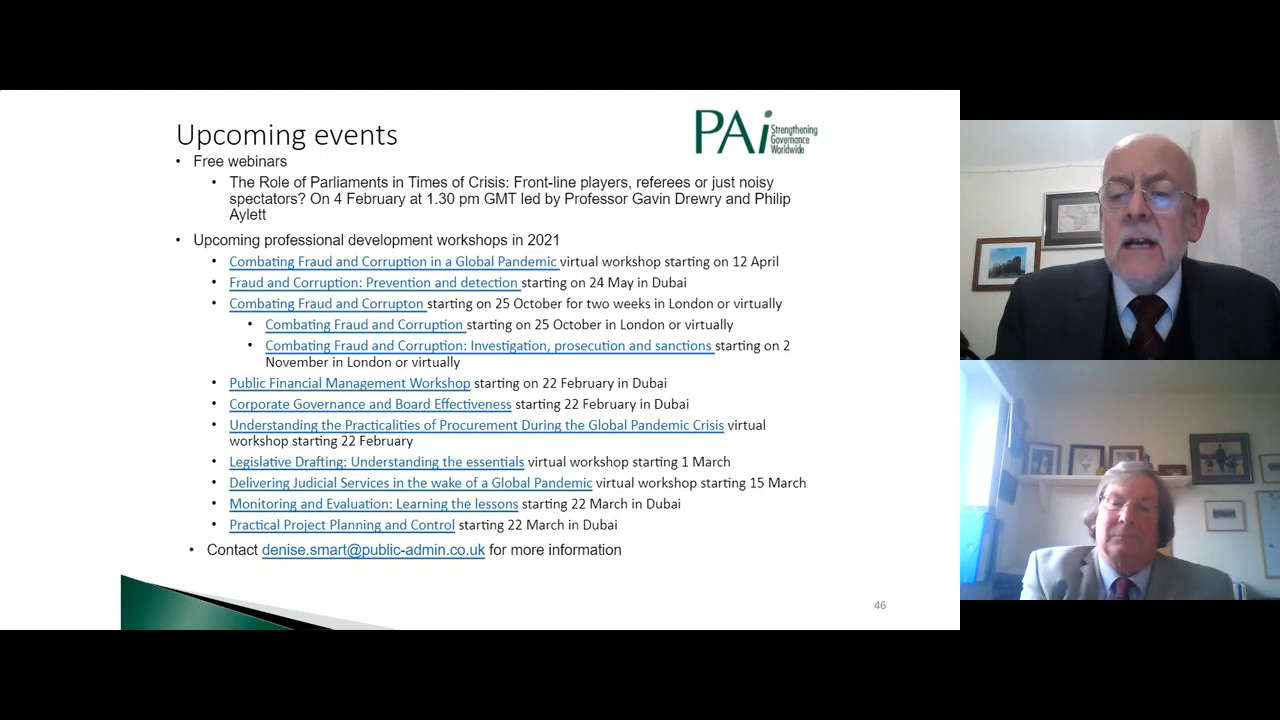 Upcoming events
PAi Strengthening
Governance
Worldwide
• Free webinars
• The Role of Parliaments in Times of Crisis: Front-line players, referees or just noisy
spectators? On 4 February at 1.30 pm GMT led by Professor Gavin Drewry and Philip
Aylett
• Upcoming professional development workshops in 2021
• Combating Fraud and Corruption in a Global Pandemic virtual workshop starting on 12 April
• Fraud and Corruption: Prevention and detection starting on 24 May in Dubai
• Combating Fraud and Corrupton starting on 25 October for two weeks in London or virtually
• Combating Fraud and Corruption starting on 25 October in London or virtually
• Combating Fraud and Corruption: Investigation, prosecution and sanctions starting on 2
November in London or virtually
• Public Financial Management Workshop starting on 22 February in Dubai
• Corporate Governance and Board Effectiveness starting 22 February in Dubai
• Understanding the Practicalities of Procurement During the Global Pandemic Crisis virtual
workshop starting 22 February
• Legislative Drafting: Understanding the essentials virtual workshop starting 1 March
• Delivering Judicial Services in the wake of a Global Pandemic virtual workshop starting 15 March
• Monitoring and Evaluation: Learning the lessons starting 22 March in Dubai
• Practical Project Planning and Control starting 22 March in Dubai
• Contact denise.smart@public-admin.co.uk for more information
46